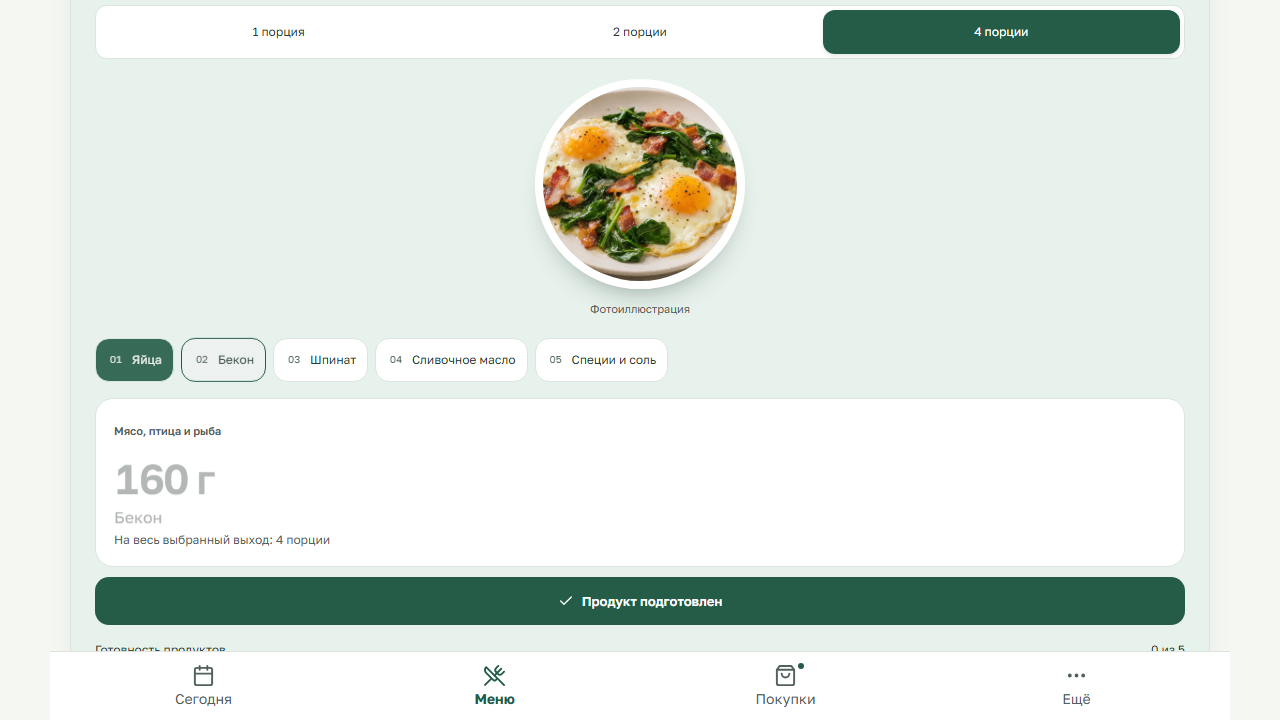 1 порция
2 порции
4 порции
Фотоиллюстрация
01 Яйца
02 Бекон
03 Шпинат
04 Сливочное масло
05 Специи и соль
Мясо, птица и рыба
160 г
Бекон
На весь выбранный выход: 4 порции
Продукт подготовлен
Готовность продуктов
0 из 5
Сегодня
Меню
Покупки
Ещё